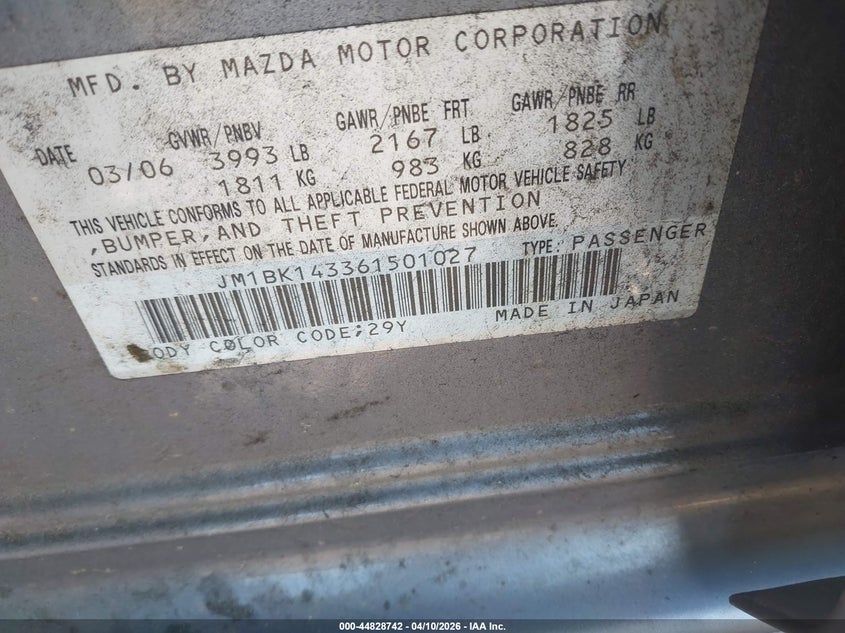 MFD. BY MAZDA MOTOR CORPORATION
DATE GVWR/PNBV GAWR/PNBE FRT GAWR/PNBE RR
03/06 3993 LB 2167 LB 1825 LB
1811 KG 983 KG 828 KG
THIS VEHICLE CONFORMS TO ALL APPLICABLE FEDERAL MOTOR VEHICLE SAFETY
,BUMPER,AND THEFT PREVENTION
STANDARDS IN EFFECT ON THE DATE OF MANUFACTURE SHOWN ABOVE.
JM1BK143361501027 TYPE: PASSENGER
BODY COLOR CODE;29Y MADE IN JAPAN
000-44828742 | 04/10/2026 - IAA Inc.